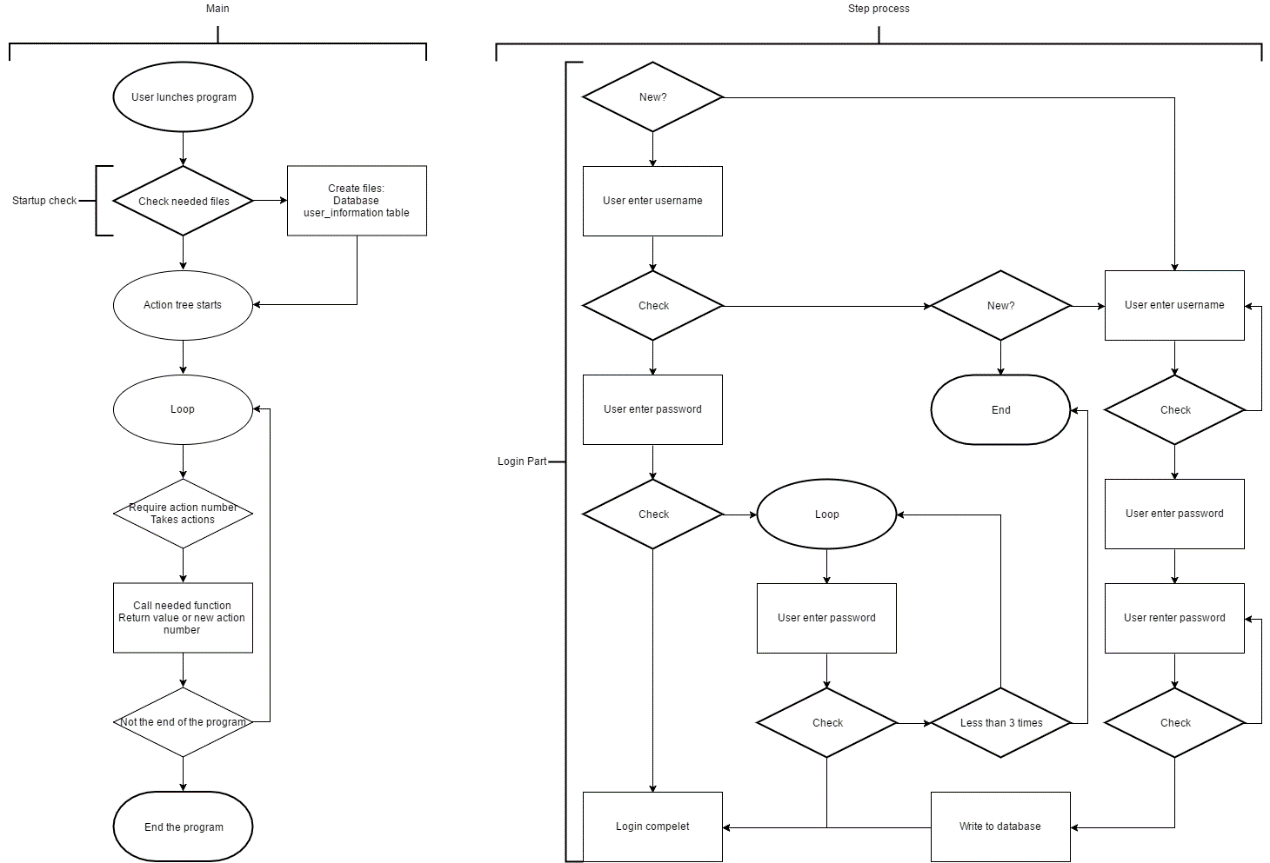 Main
User lunches program
Startup check
Check needed files
Create files:
Database
user_information table
Action tree starts
Loop
Require action number
Takes actions
Call needed function
Return value or new action
number
Not the end of the program
End the program
Step process
Login Part
New?
User enter username
Check
New?
User enter username
User enter password
End
Check
Check
Loop
User enter password
User enter password
User renter password
Check
Less than 3 times
Check
Login compelet
Write to database